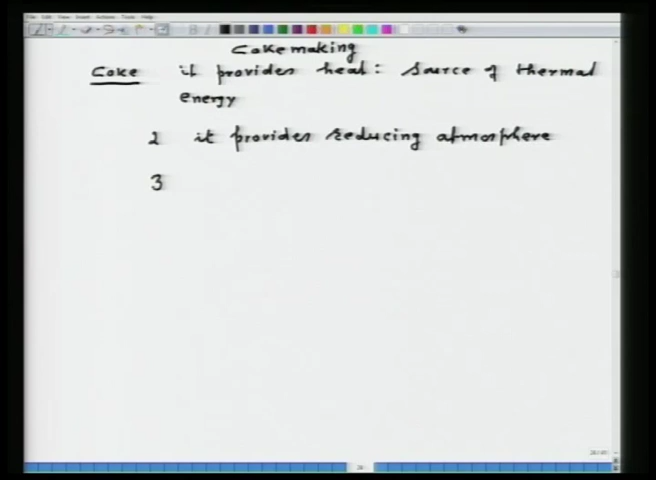 Cokemaking
Coke it provides heat : source of thermal
energy
2 it provides reducing atmosphere
3